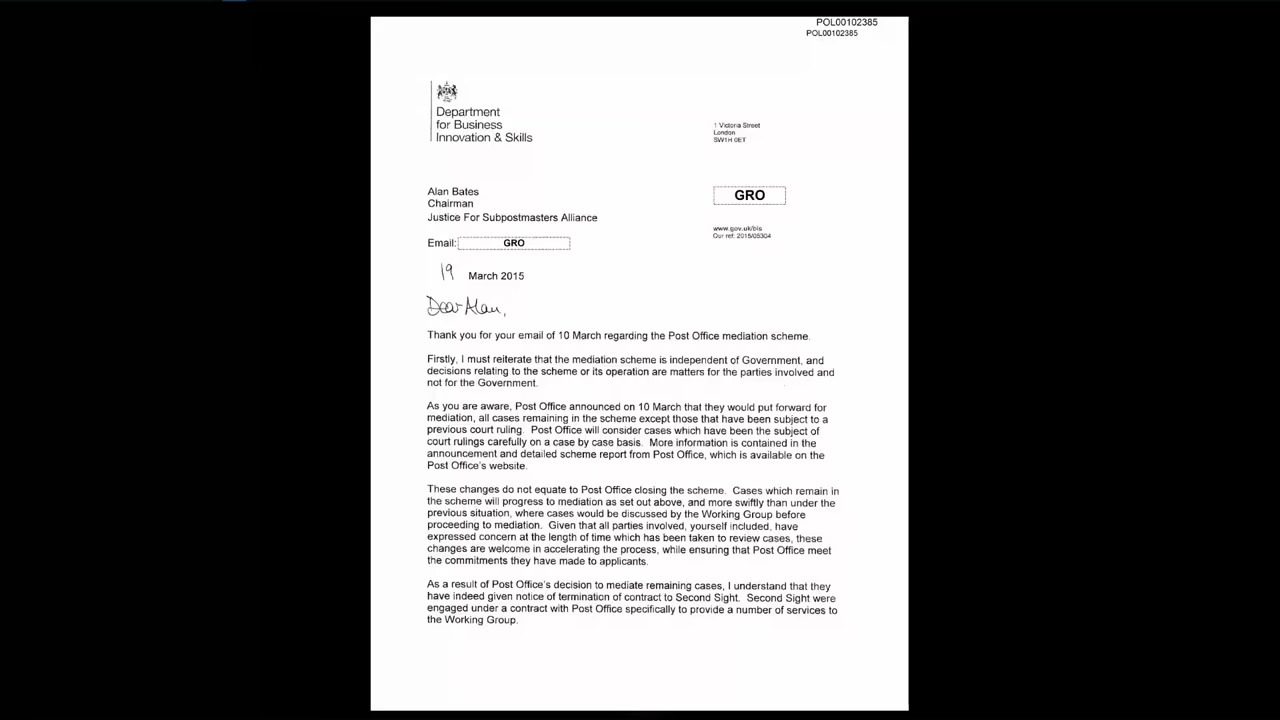 POL00102385
POL00102385
Department
for Business
Innovation & Skills
1 Victoria Street
London
SW1H 0ET
Alan Bates
Chairman
Justice For Subpostmasters Alliance
GRO
Email: GRO
www.gov.uk/bis
Our ref: 2015/05304
19 March 2015
Dear Alan,
Thank you for your email of 10 March regarding the Post Office mediation scheme.
Firstly, I must reiterate that the mediation scheme is independent of Government, and
decisions relating to the scheme or its operation are matters for the parties involved and
not for the Government.
As you are aware, Post Office announced on 10 March that they would put forward for
mediation, all cases remaining in the scheme except those that have been subject to a
previous court ruling. Post Office will consider cases which have been the subject of
court rulings carefully on a case by case basis. More information is contained in the
announcement and detailed scheme report from Post Office, which is available on the
Post Office's website.
These changes do not equate to Post Office closing the scheme. Cases which remain in
the scheme will progress to mediation as set out above, and more swiftly than under the
previous situation, where cases would be discussed by the Working Group before
proceeding to mediation. Given that all parties involved, yourself included, have
expressed concern at the length of time which has been taken to review cases, these
changes are welcome in accelerating the process, while ensuring that Post Office meet
the commitments they have made to applicants.
As a result of Post Office's decision to mediate remaining cases, I understand that they
have indeed given notice of termination of contract to Second Sight. Second Sight were
engaged under a contract with Post Office specifically to provide a number of services to
the Working Group.